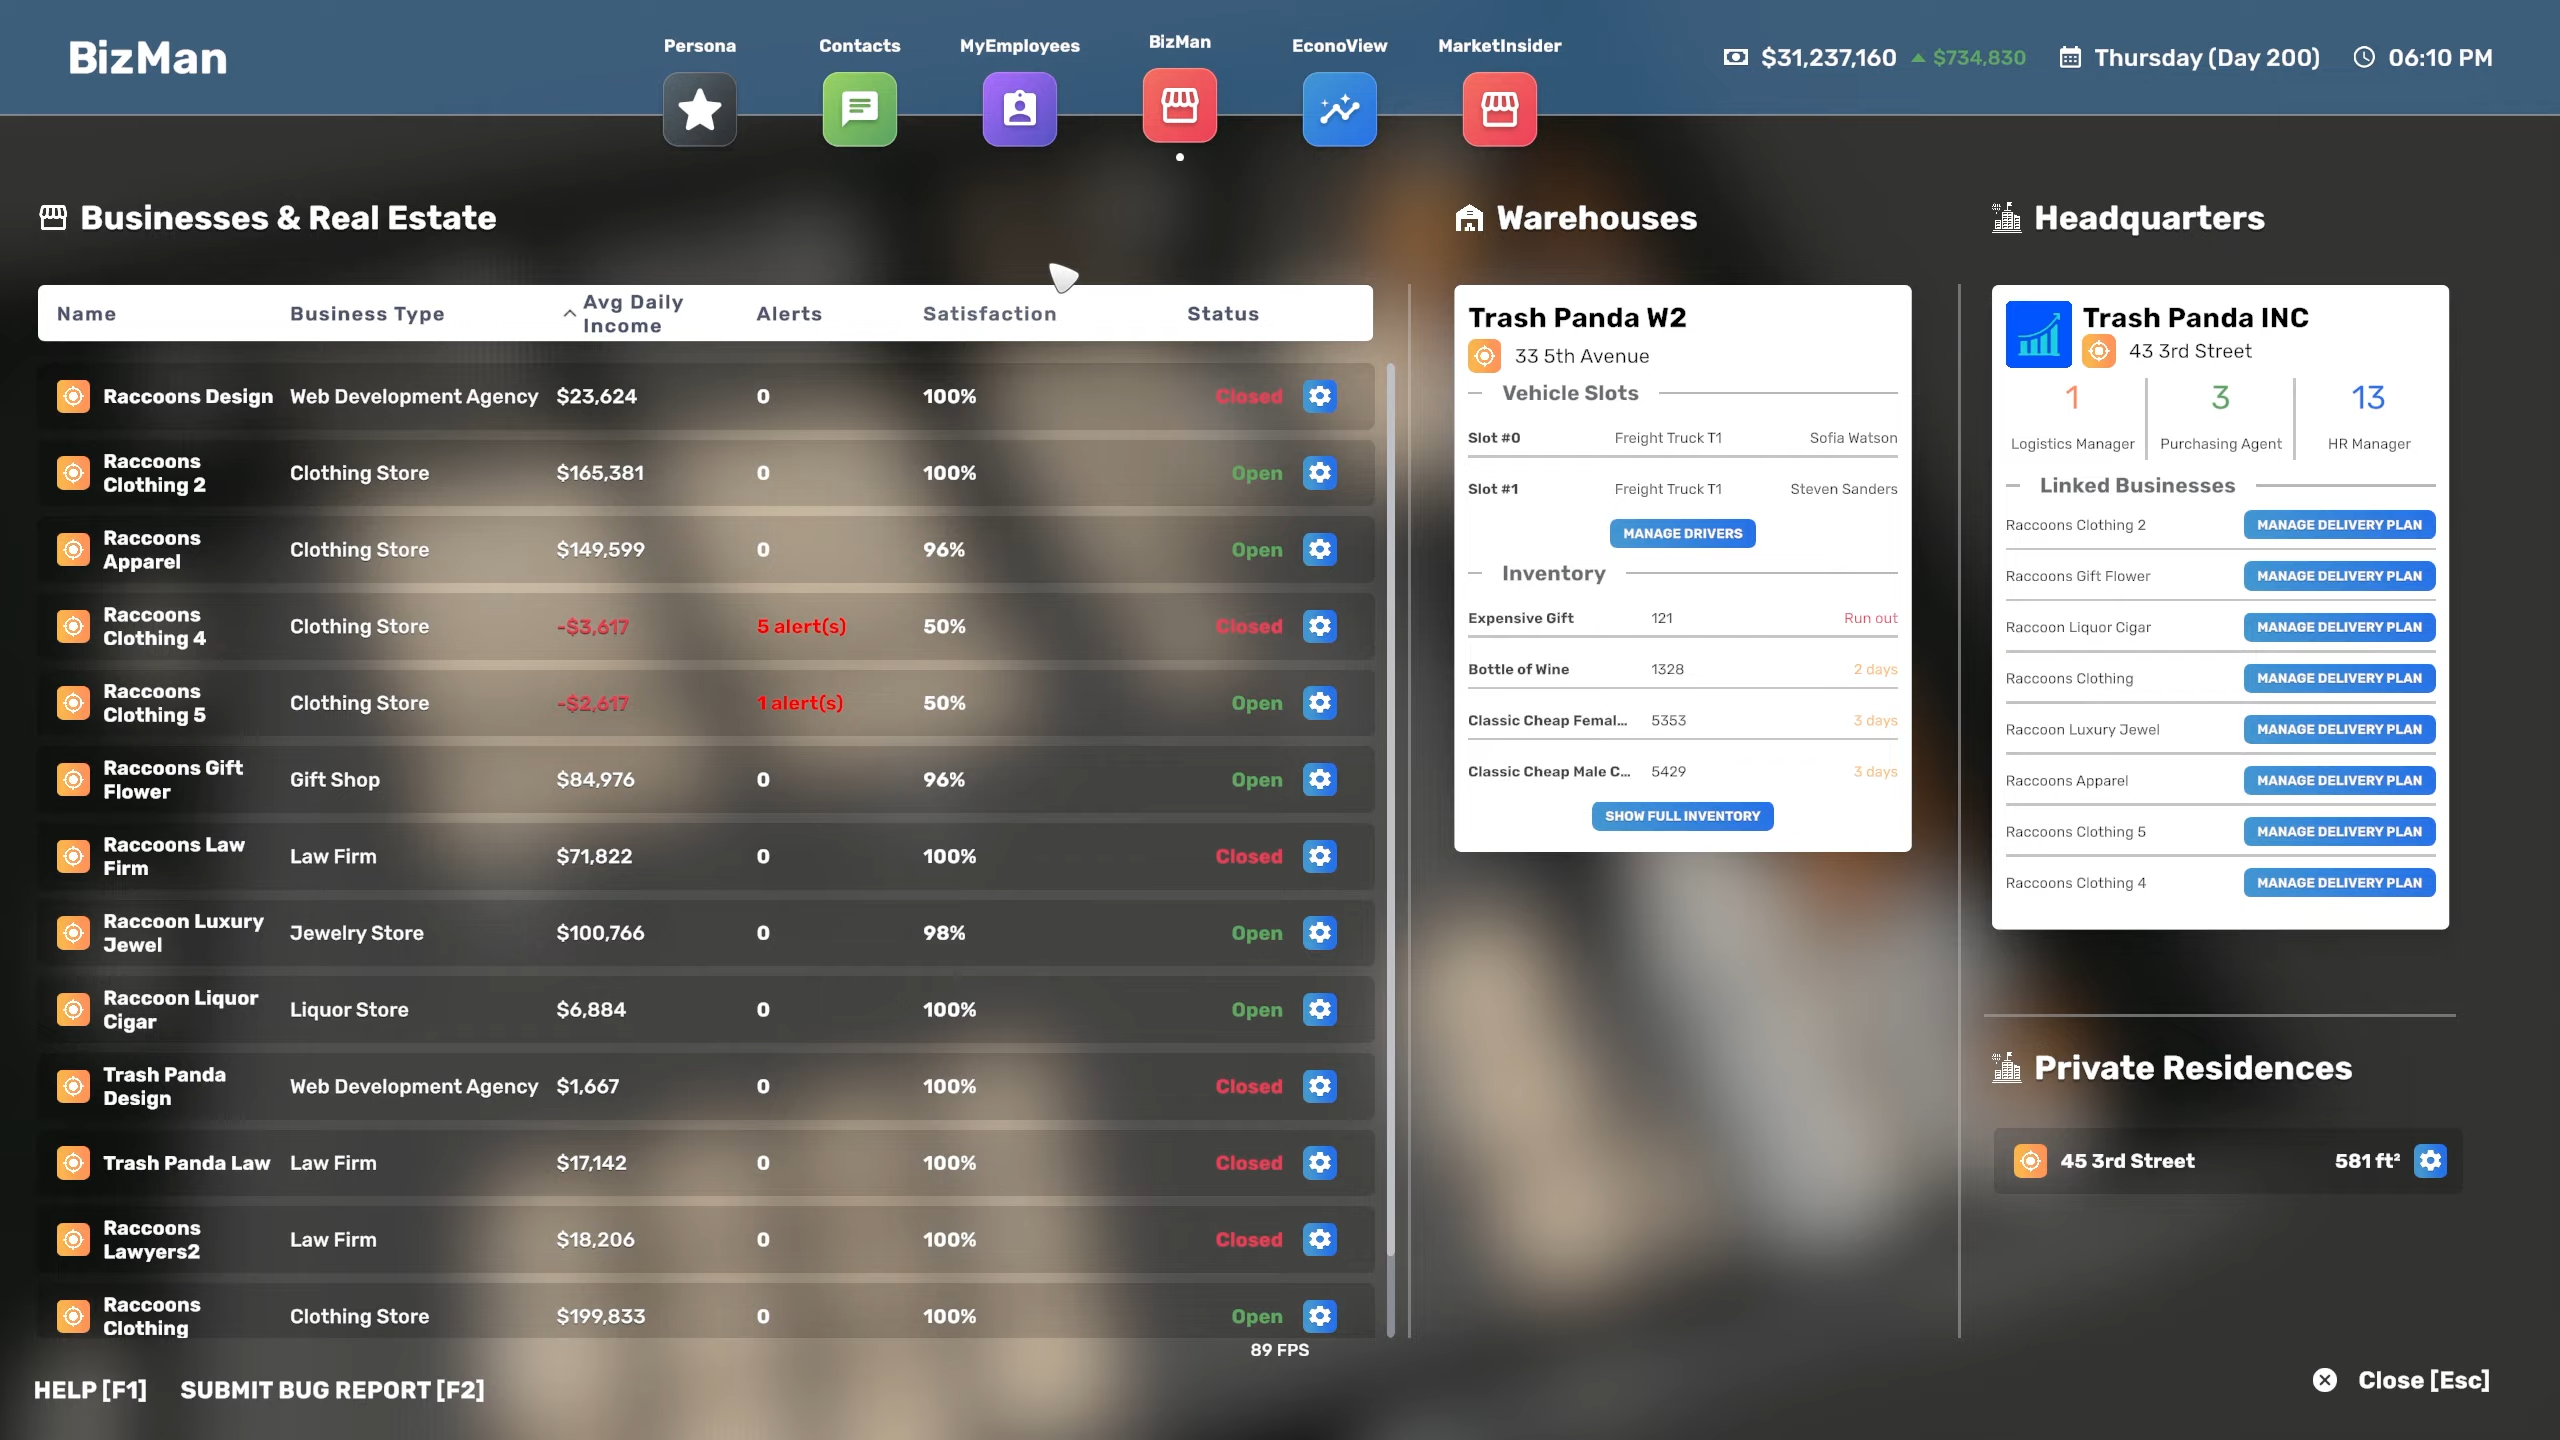 BizMan
Persona
Contacts
MyEmployees
BizMan
EconoView
MarketInsider
$31,237,160
$734,830
Thursday (Day 200)
06:10 PM
Businesses & Real Estate
Name
Business Type
Avg Daily
Income
Alerts
Satisfaction
Status
Raccoons Design
Web Development Agency
$23,624
0
100%
Closed
Raccoons
Clothing 2
Clothing Store
$165,381
0
100%
Open
Raccoons
Apparel
Clothing Store
$149,599
0
96%
Open
Raccoons
Clothing 4
Clothing Store
-$3,617
5 alert(s)
50%
Closed
Raccoons
Clothing 5
Clothing Store
-$2,617
1 alert(s)
50%
Open
Raccoons Gift
Flower
Gift Shop
$84,976
0
96%
Open
Raccoons Law
Firm
Law Firm
$71,822
0
100%
Closed
Raccoon Luxury
Jewel
Jewelry Store
$100,766
0
98%
Open
Raccoon Liquor
Cigar
Liquor Store
$6,884
0
100%
Open
Trash Panda
Design
Web Development Agency
$1,667
0
100%
Closed
Trash Panda Law
Law Firm
$17,142
0
100%
Closed
Raccoons
Lawyers2
Law Firm
$18,206
0
100%
Closed
Raccoons
Clothing
Clothing Store
$199,833
0
100%
Open
Warehouses
Trash Panda W2
33 5th Avenue
Vehicle Slots
Slot #0
Freight Truck T1
Sofia Watson
Slot #1
Freight Truck T1
Steven Sanders
MANAGE DRIVERS
Inventory
Expensive Gift
121
Run out
Bottle of Wine
1328
2 days
Classic Cheap Femal...
5353
3 days
Classic Cheap Male C...
5429
3 days
SHOW FULL INVENTORY
Headquarters
Trash Panda INC
43 3rd Street
1
3
13
Logistics Manager
Purchasing Agent
HR Manager
Linked Businesses
Raccoons Clothing 2
MANAGE DELIVERY PLAN
Raccoons Gift Flower
MANAGE DELIVERY PLAN
Raccoon Liquor Cigar
MANAGE DELIVERY PLAN
Raccoons Clothing
MANAGE DELIVERY PLAN
Raccoon Luxury Jewel
MANAGE DELIVERY PLAN
Raccoons Apparel
MANAGE DELIVERY PLAN
Raccoons Clothing 5
MANAGE DELIVERY PLAN
Raccoons Clothing 4
MANAGE DELIVERY PLAN
Private Residences
45 3rd Street
581 ft²
89 FPS
HELP [F1]
SUBMIT BUG REPORT [F2]
Close [Esc]